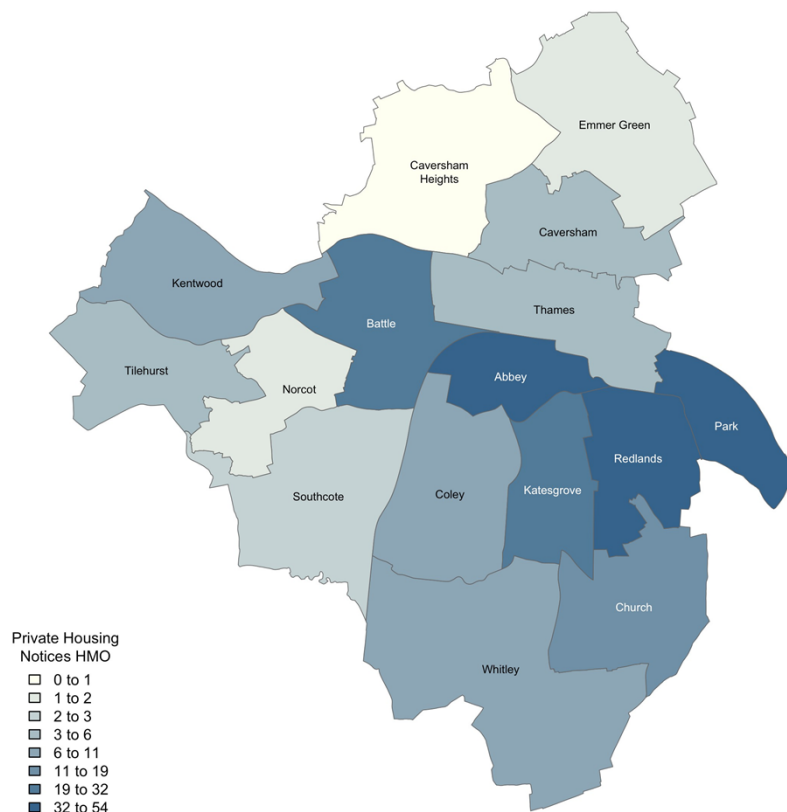 Emmer Green
Caversham
Heights
Caversham
Kentwood
Thames
Battle
Tilehurst
Abbey
Norcot
Park
Redlands
Southcote
Coley
Katesgrove
Church
Whitley
Private Housing
Notices HMO
0 to 1
1 to 2
2 to 3
3 to 6
6 to 11
11 to 19
19 to 32
32 to 54